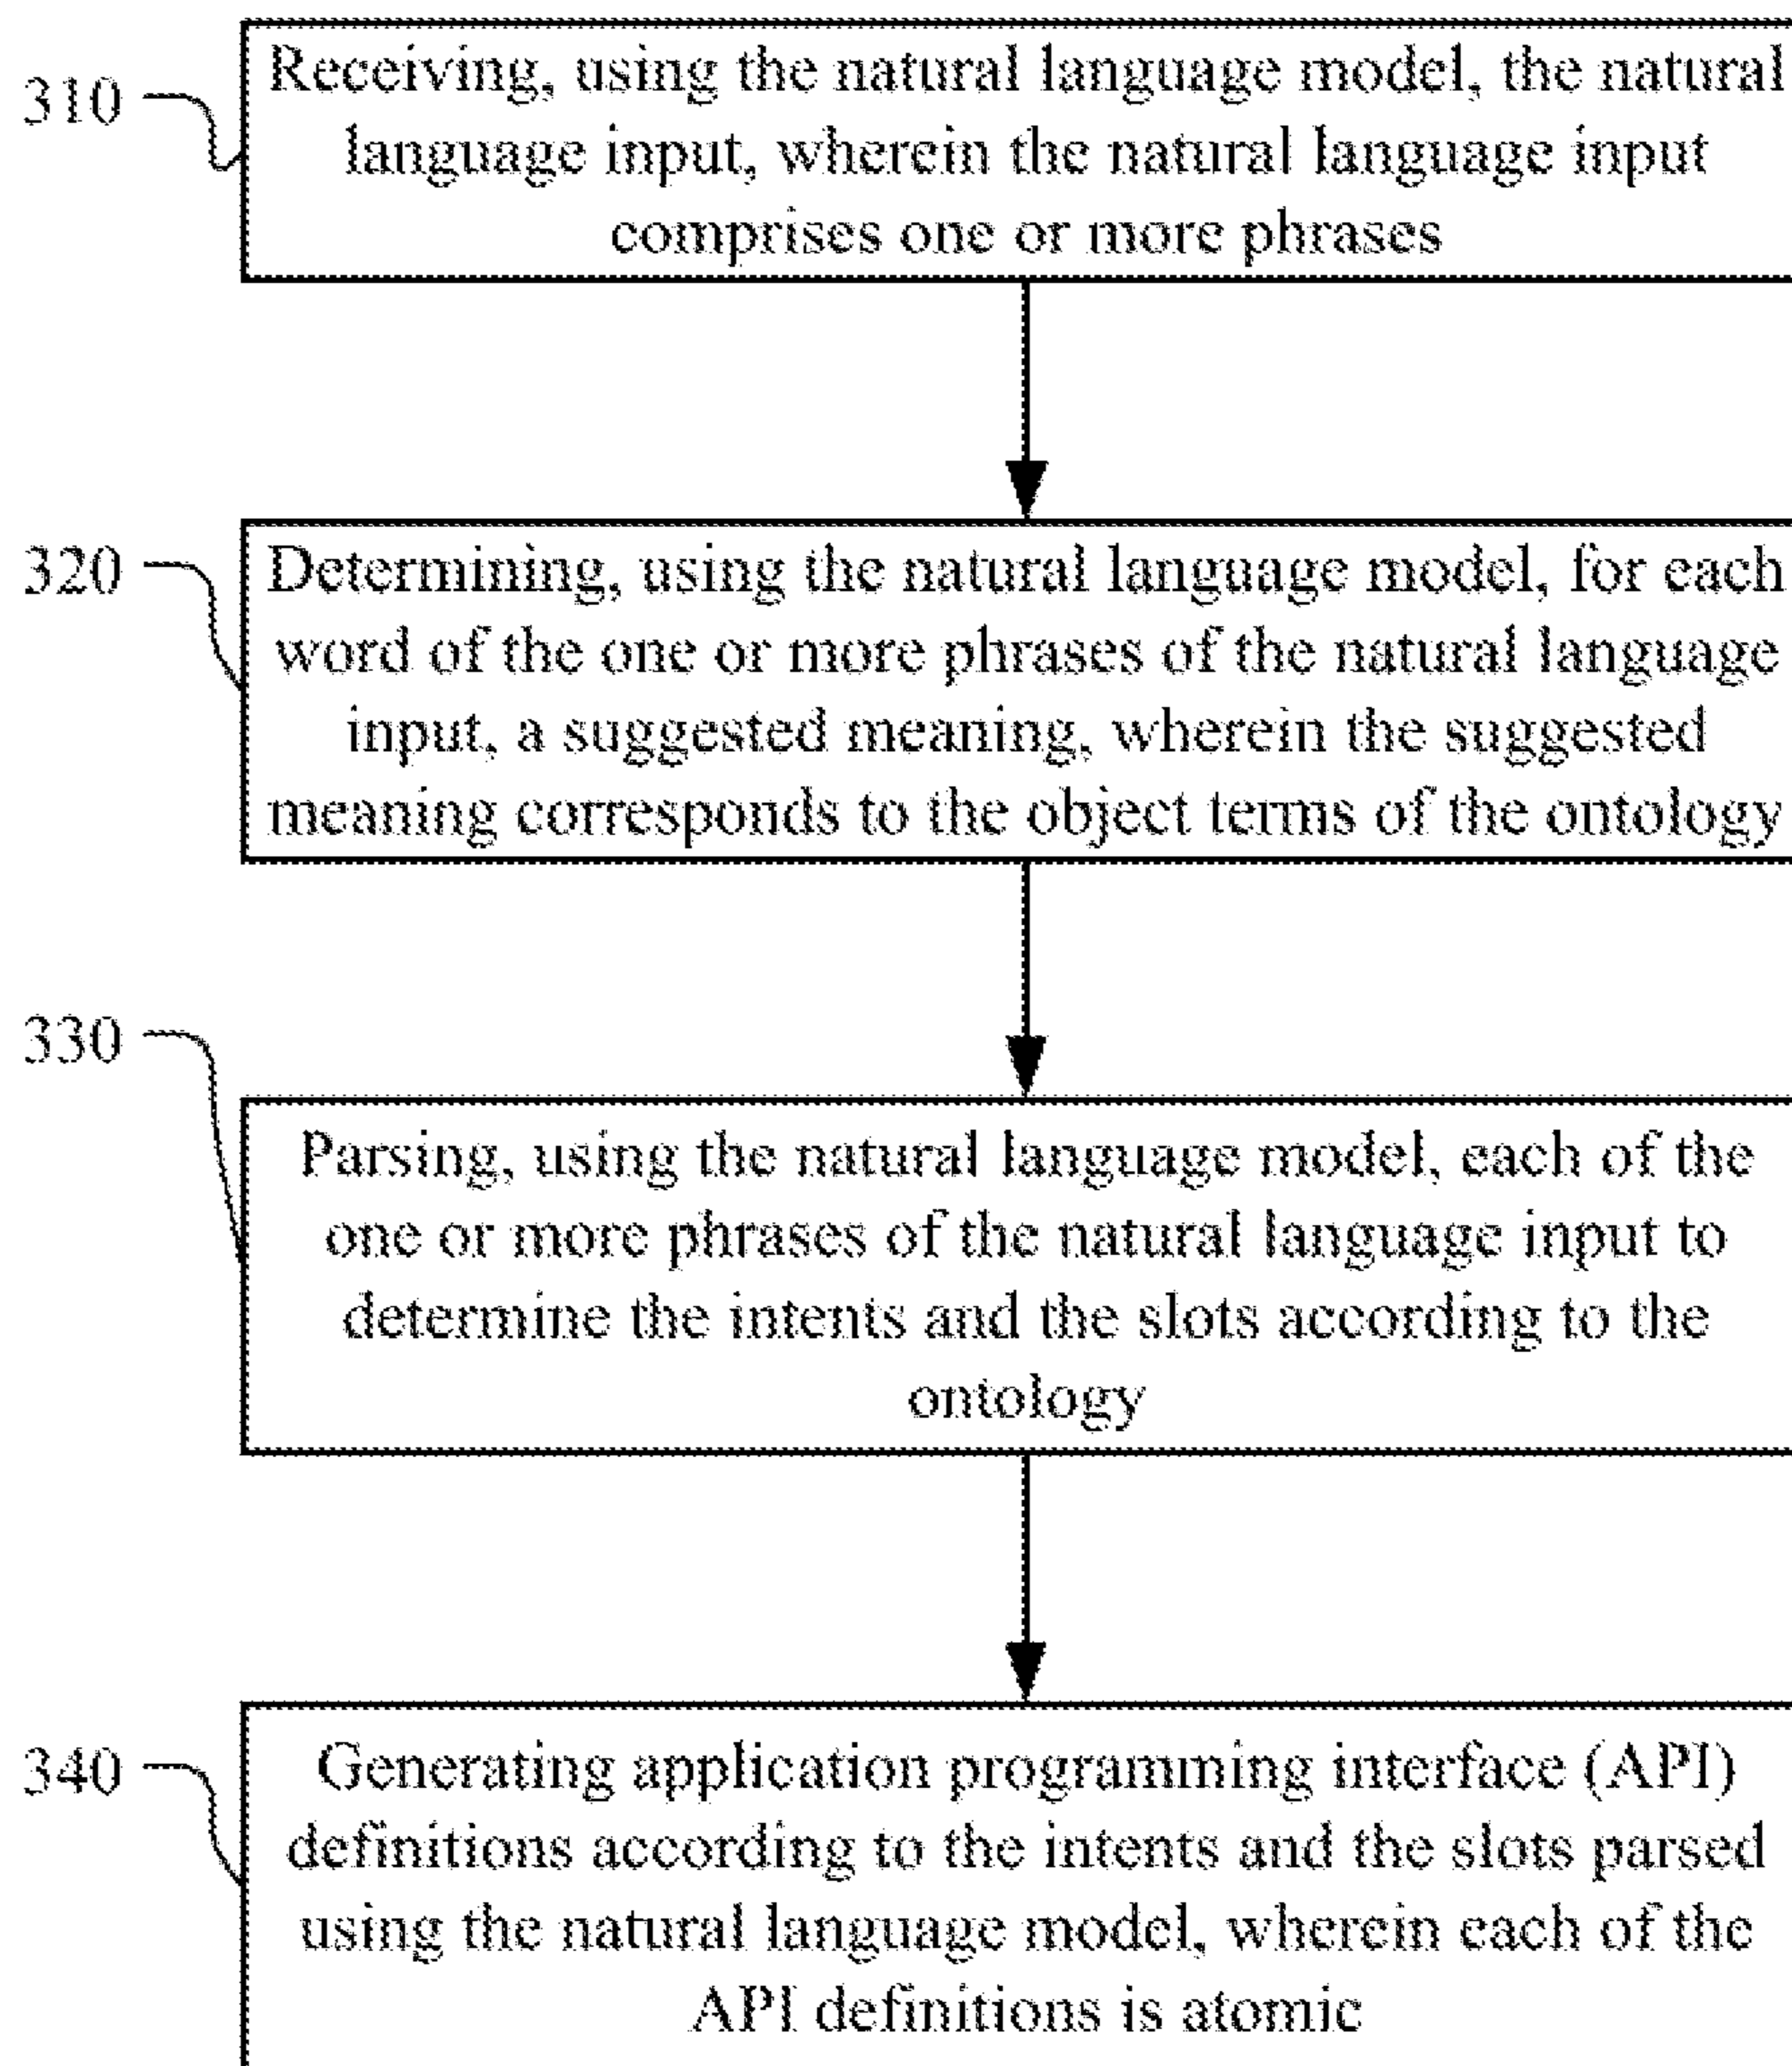 310
Receiving, using the natural language model, the natural
language input, wherein the natural language input
comprises one or more phrases
320
Determining, using the natural language model, for each
word of the one or more phrases of the natural language
input, a suggested meaning, wherein the suggested
meaning corresponds to the object terms of the ontology
330
Parsing, using the natural language model, each of the
one or more phrases of the natural language input to
determine the intents and the slots according to the
ontology
340
Generating application programming interface (API)
definitions according to the intents and the slots parsed
using the natural language model, wherein each of the
API definitions is atomic